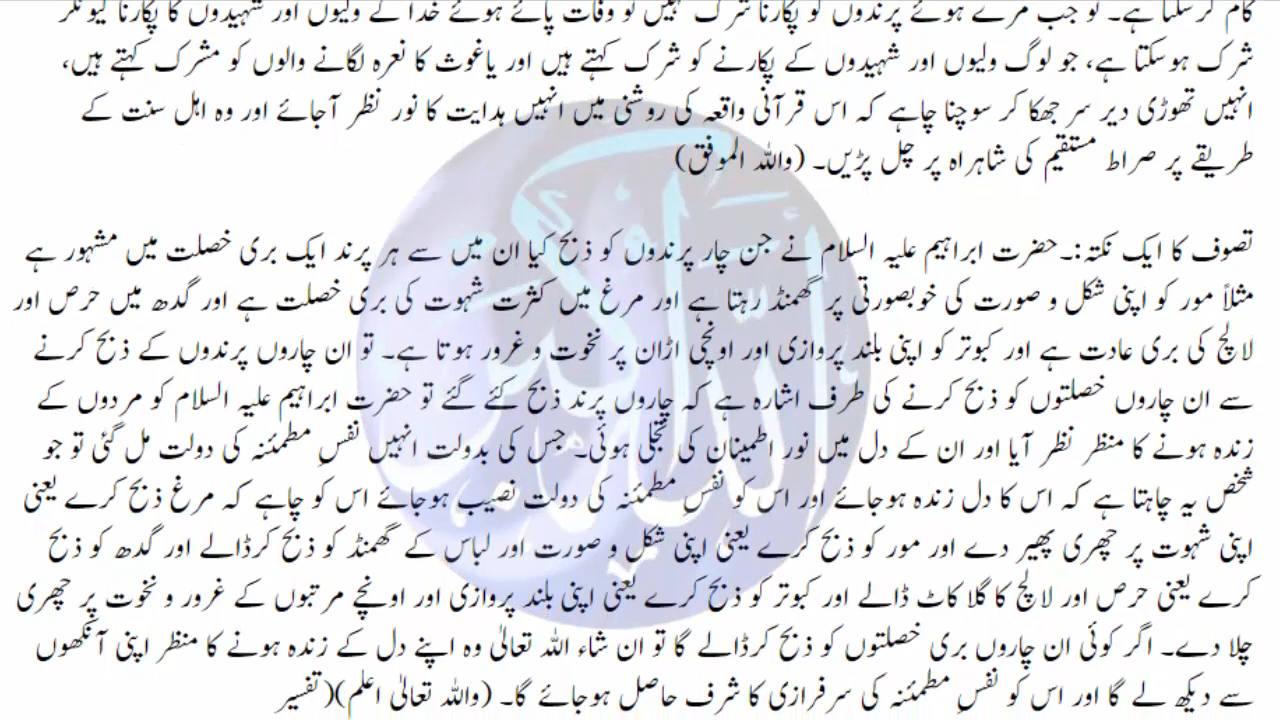 کام کر سکتا ہے۔ تو جب مرے ہوئے پرندوں کو پکارنا شرک نہیں تو وفات پائے ہوئے خدا کے ولیوں اور شہیدوں کا پکارنا کیونکر
شرک ہوسکتا ہے، جو لوگ ولیوں اور شہیدوں کے پکارنے کو شرک کہتے ہیں اور یاغوث کا نعرہ لگانے والوں کو مشرک کہتے ہیں،
انہیں تھوڑی دیر سر جھکا کر سوچنا چاہے کہ اس قرآنی واقعہ کی روشنی میں انہیں ہدایت کا نور نظر آجائے اور وہ اہل سنت کے
طریقے پر صراط مستقیم کی شاہراہ پر چل پڑیں۔ (واللہ الموفق)
تصوف کا ایک نکتہ:۔حضرت ابراہیم علیہ السلام نے جن چار پرندوں کو ذبح کیا ان میں سے ہر پرند ایک بری خصلت میں مشہور ہے
مثلاً مور کو اپنی شکل و صورت کی خوبصورتی پر گھمنڈ رہتا ہے اور مرغ میں کثرت شہوت کی بری خصلت ہے اور گدھ میں حرص اور
لالچ کی بری عادت ہے اور کبوتر کو اپنی بلند پروازی اور اونچی اڑان پر نخوت و غرور ہوتا ہے۔ تو ان چاروں پرندوں کے ذبح کرنے
سے ان چاروں خصلتوں کو ذبح کرنے کی طرف اشارہ ہے کہ چاروں پرند ذبح کئے گئے تو حضرت ابراہیم علیہ السلام کو مردوں کے
زندہ ہونے کا منظر نظر آیا اور ان کے دل میں نور اطمینان کی تجلی ہوئی۔ جس کی بدولت انہیں نفسِ مطمئنہ کی دولت مل گئی تو جو
شخص یہ چاہتا ہے کہ اس کا دل زندہ ہوجائے اور اس کو نفسِ مطمئنہ کی دولت نصیب ہوجائے اس کو چاہے کہ مرغ ذبح کرے یعنی
اپنی شہوت پر چھری پھیر دے اور مور کو ذبح کرے یعنی اپنی شکل و صورت اور لباس کے گھمنڈ کو ذبح کرڈالے اور گدھ کو ذبح
کرے یعنی حرص اور لالچ کا گلا کاٹ ڈالے اور کبوتر کو ذبح کرے یعنی اپنی بلند پروازی اور اونچے مرتبوں کے غرور و نخوت پر چھری
چلا دے۔ اگر کوئی ان چاروں بری خصلتوں کو ذبح کرڈالے گا تو ان شاء اللہ تعالیٰ وہ اپنے دل کے زندہ ہونے کا منظر اپنی آنکھوں
سے دیکھ لے گا اور اس کو نفسِ مطمئنہ کی سرفرازی کا شرف حاصل ہوجائے گا۔ (واللہ تعالیٰ اعلم)(تفسیر